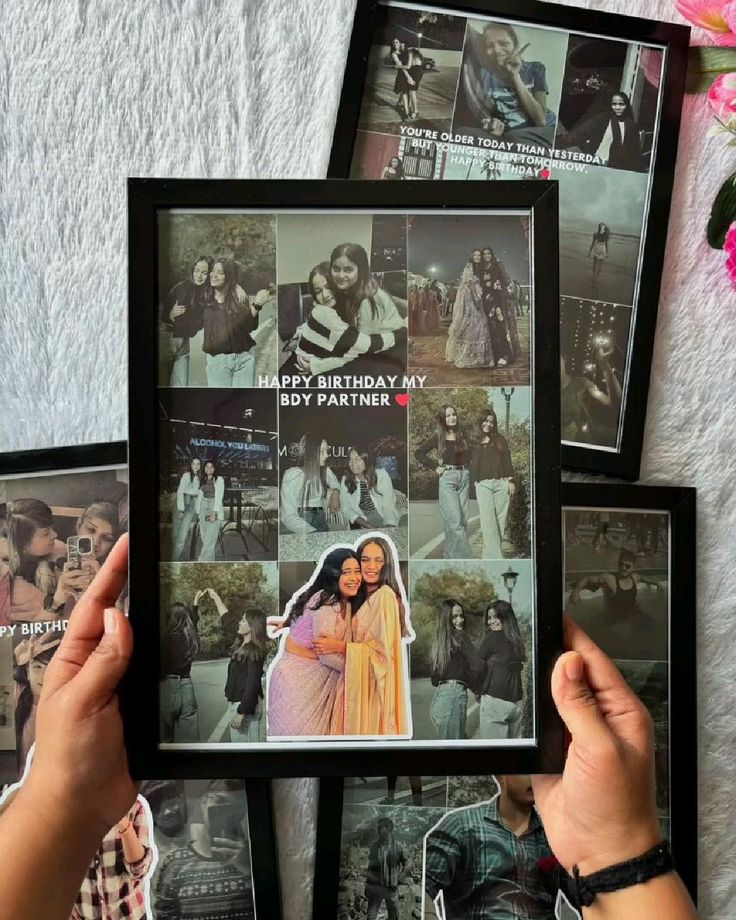 YOU'RE OLDER TODAY THAN YESTERDAY
BUT YOUNGER THAN TOMORROW,
HAPPY BIRTHDAY❤️
HAPPY BIRTHDAY MY
BDY PARTNER ❤️
ALCOHOL YOU LATER
PY BIRTHD